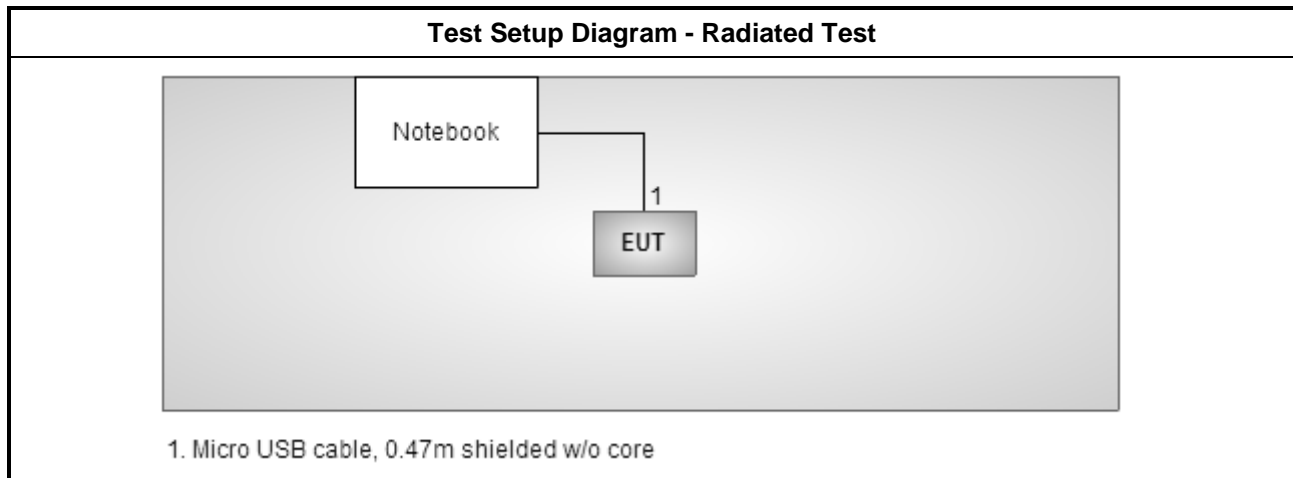 Test Setup Diagram - Radiated Test
Notebook
1
EUT
1. Micro USB cable, 0.47m shielded w/o core